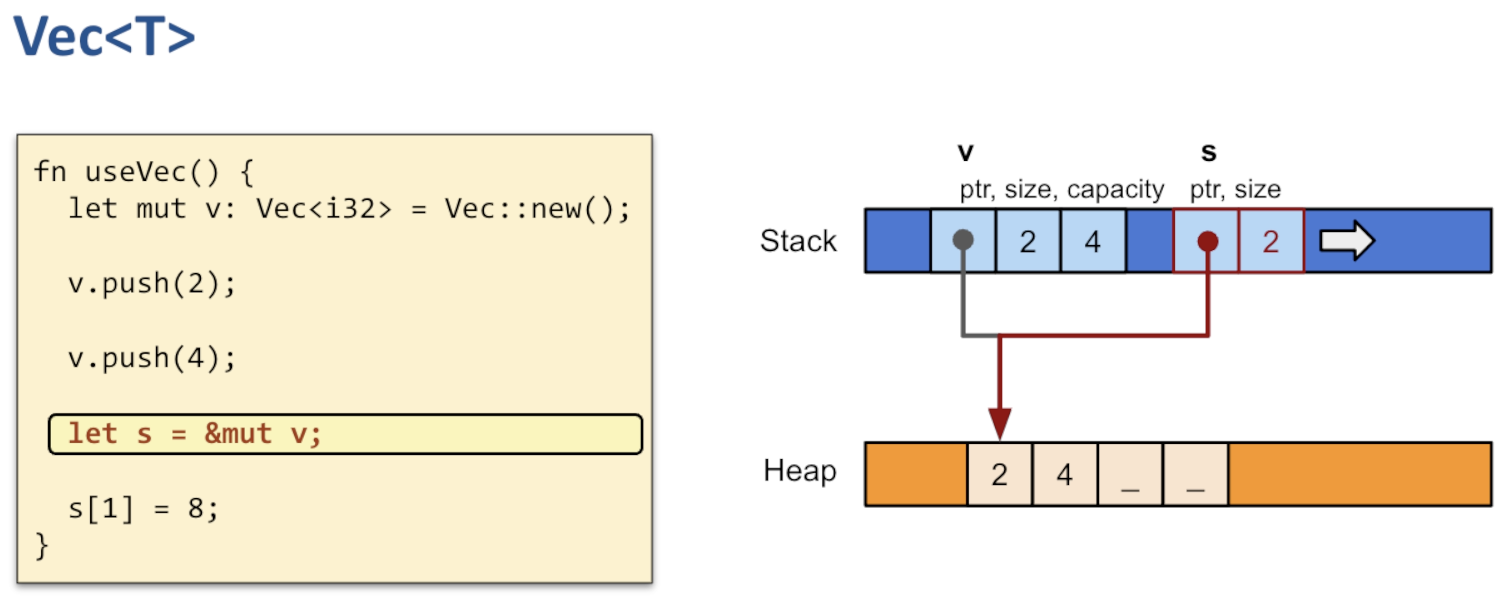 Vec<T>
fn useVec() {
let mut v: Vec<i32> = Vec::new();
v.push(2);
v.push(4);
let s = &mut v;
s[1] = 8;
}
v s
ptr, size, capacity ptr, size
Stack 2 4 2
Heap 2 4 _ _